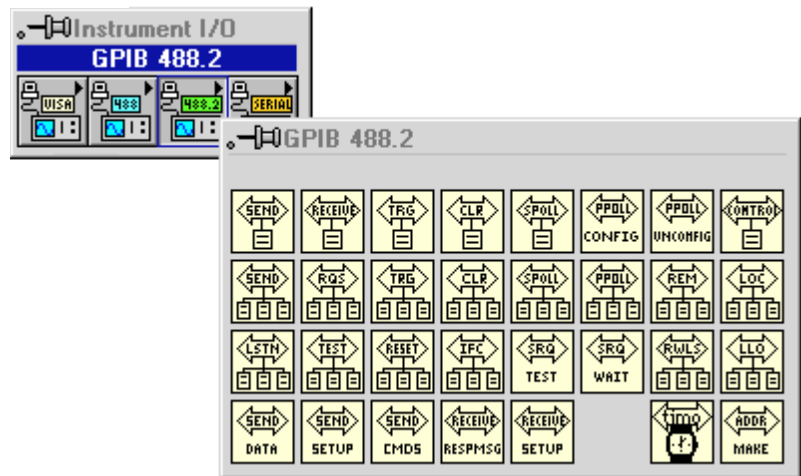 Instrument I/O
GPIB 488.2
VISA 488 488.2 SERIAL
GPIB 488.2
SEND RECEIVE TRG CLR SPOLL PPOLL PPOLL CONTROL
CONFIG UNCONFIG
SEND RQS TRG CLR SPOLL PPOLL REM LOC
LSTN TEST RESET IFC SRQ SRQ RWLS LLO
TEST WAIT
SEND SEND SEND RECEIVE RECEIVE time ADDR
DATA SETUP CMDS RESPMSG SETUP MAKE